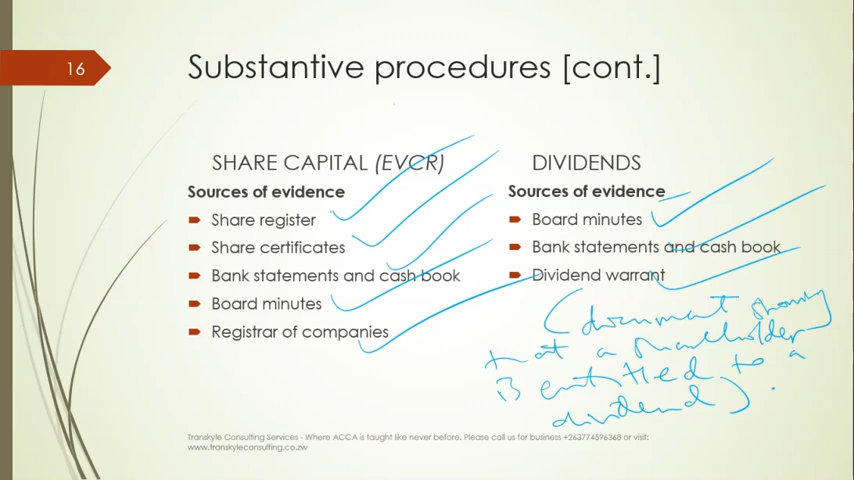 16
Substantive procedures [cont.]
SHARE CAPITAL (EVCR)
Sources of evidence
Share register
Share certificates
Bank statements and cash book
Board minutes
Registrar of companies
DIVIDENDS
Sources of evidence
Board minutes
Bank statements and cash book
Dividend warrant
(document showing
that a shareholder
is entitled to a
dividend).
Transkyle Consulting Services - Where ACCA is taught like never before. Please call us for business +263774596368 or visit:
www.transkyleconsulting.co.zw